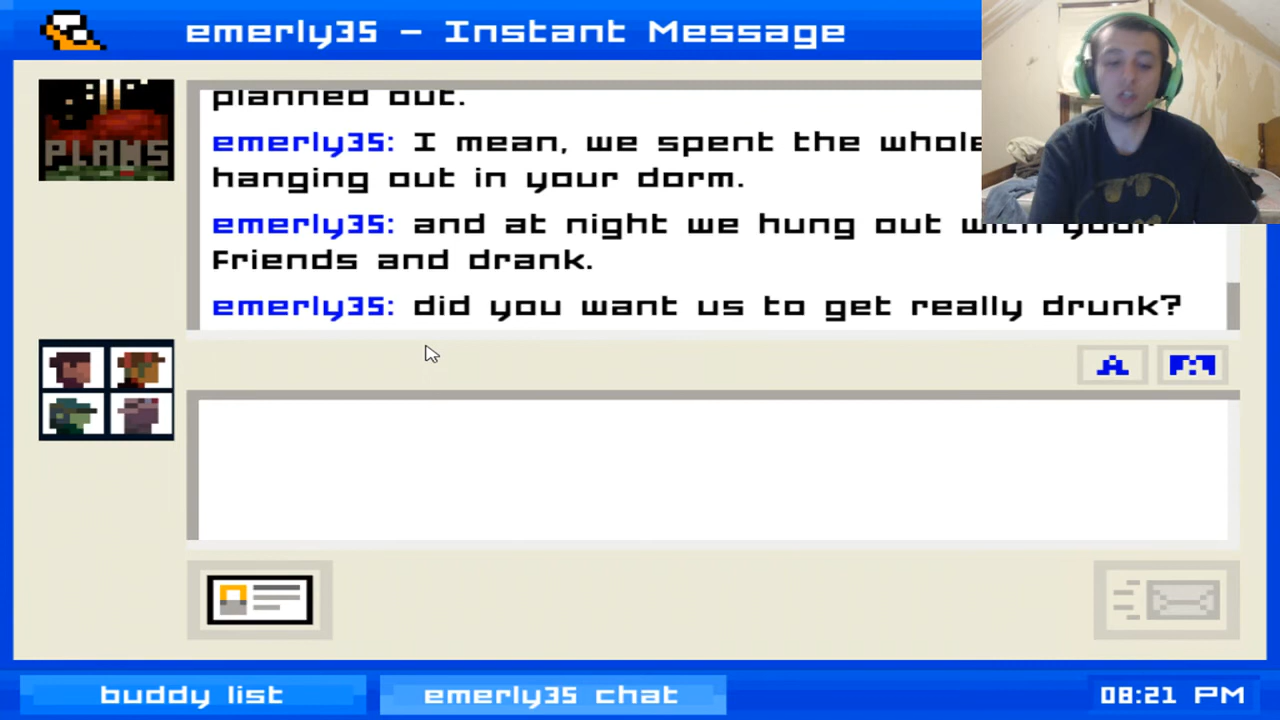 emerly35 - Instant Message
PLANS
planned out.
emerly35: I mean, we spent the whole
hanging out in your dorm.
emerly35: and at night we hung out with your
Friends and drank.
emerly35: did you want us to get really drunk?
A
buddy list
emerly35 chat
08:21 PM